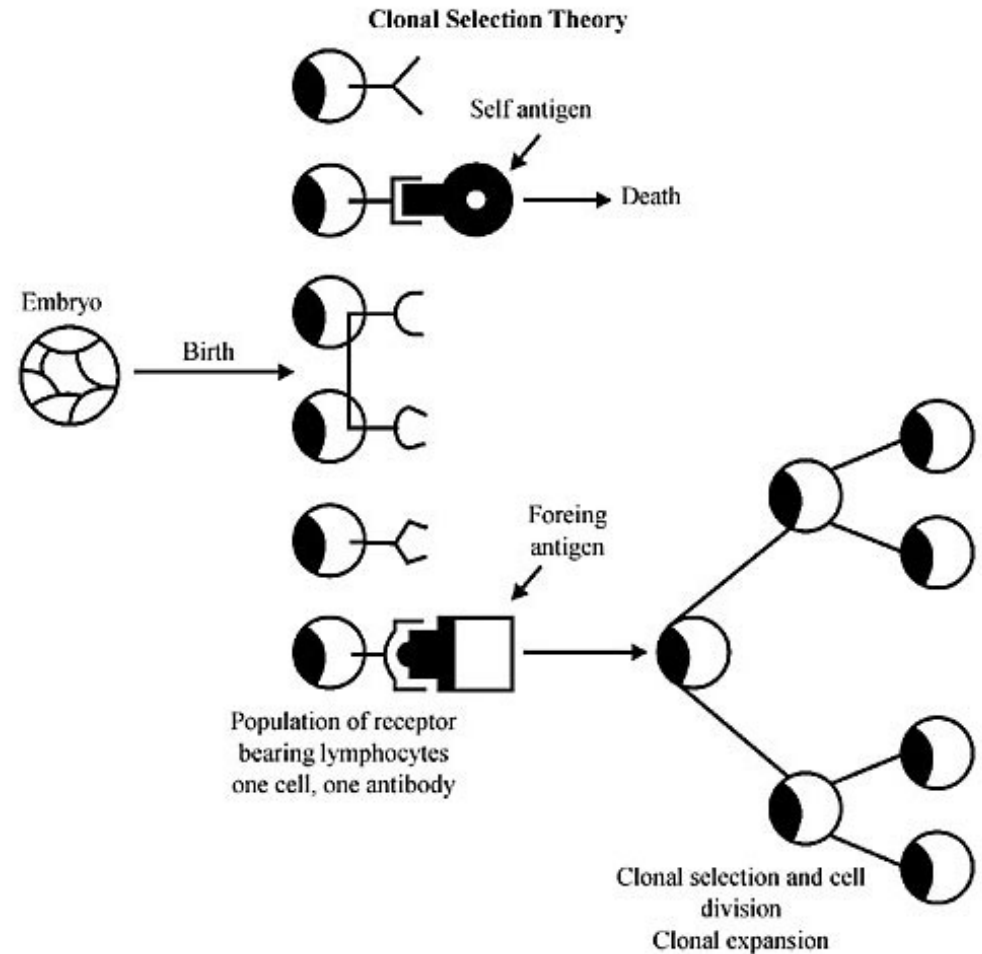 Clonal Selection Theory
Self antigen
Death
Embryo
Birth
Foreing
antigen
Population of receptor
bearing lymphocytes
one cell, one antibody
Clonal selection and cell
division
Clonal expansion